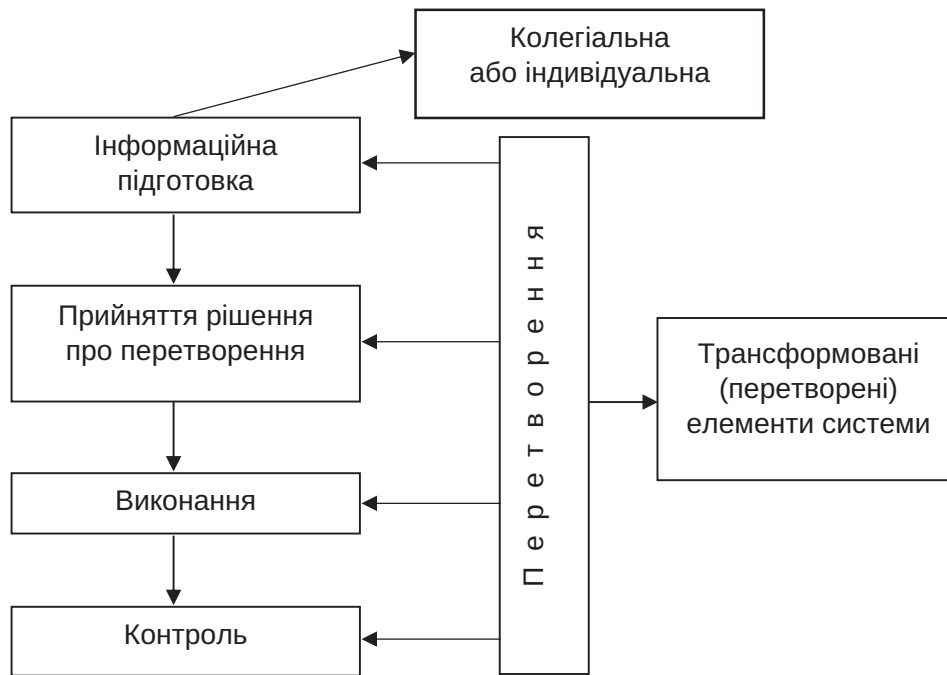 Колегіальна
або індивідуальна
Інформаційна
підготовка
Прийняття рішення
про перетворення
Виконання
Контроль
Перетворення
Трансформовані
(перетворені)
елементи системи